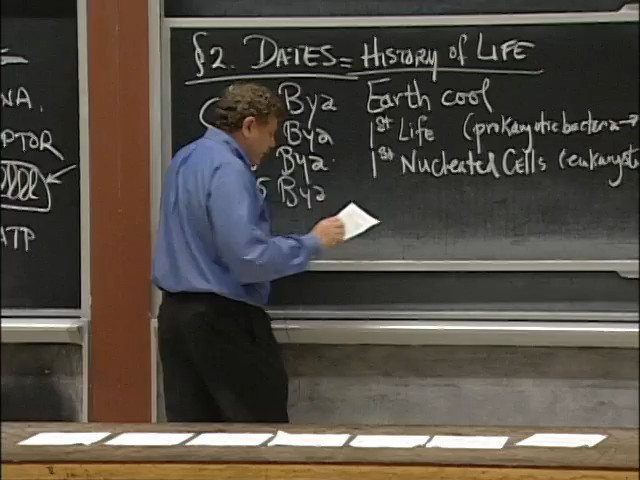 NA.
PTOR
ATP
§2. DATES = HISTORY of LIFE
Bya Earth cool
Bya 1st Life (prokaryotic bacteria →
Bya 1st Nucleated Cells (eukaryot
5 Bya